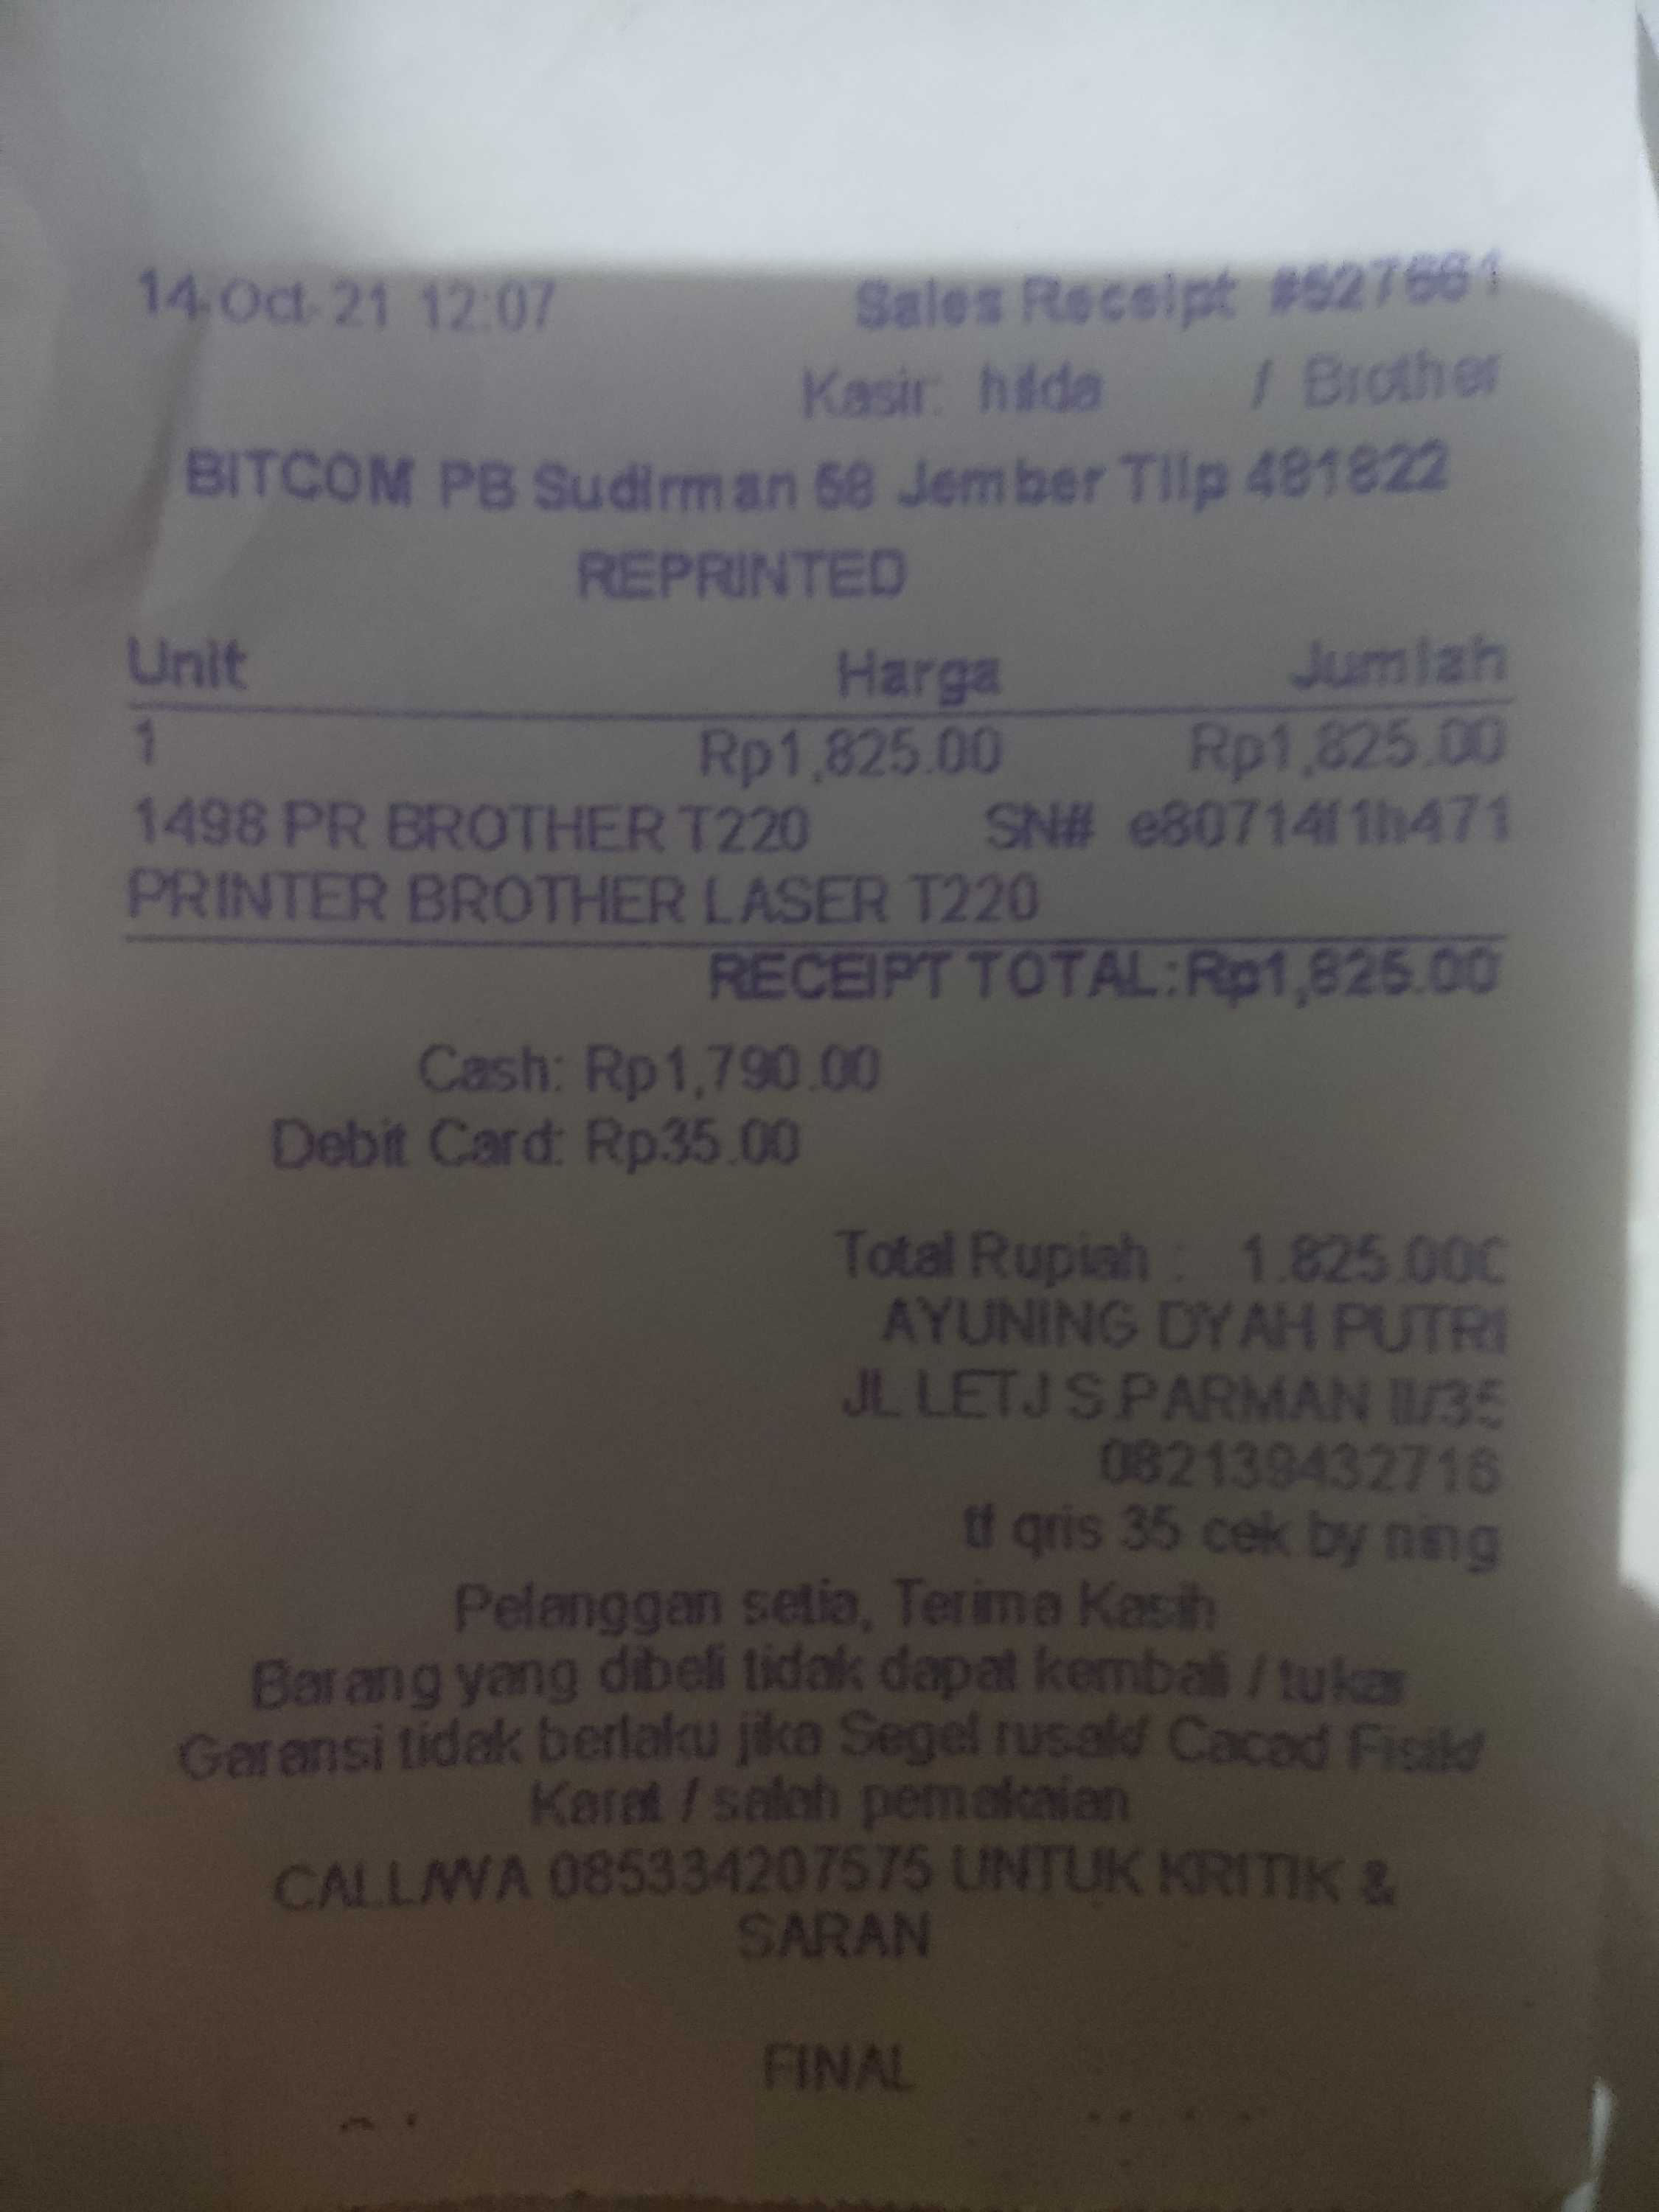 14-Oct-21 12:07 Sales Receipt
Kasir: hilda / Brother
BITCOM PB Sudirman Jember Tllp 481822
REPRINTED
Unit Harga Jumlah
1 Rp1,825.00 Rp1,825.00
1498 PR BROTHER T220 SN# e80714f1h471
PRINTER BROTHER LASER T220
RECEIPT TOTAL: Rp1,825.00
Cash: Rp1,790.00
Debit Card: Rp35.00
Total Rupiah : 1.825.00
AYUNING DYAH PUTRI
JL LETJ S.PARMAN II/35
tf qris 35 cek by ning
Pelanggan setia, Terima Kasih
Barang yang dibeli tidak dapat kembali / tukar
Garansi tidak berlaku jika Segel rusak/ Cacad Fisik/
Karat / salah pemakaian
CALL/WA 085334207575 UNTUK KRITIK &
SARAN
FINAL